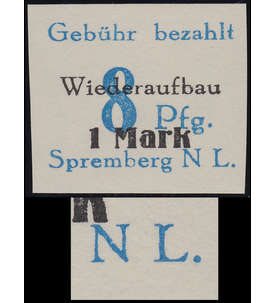 Gebühr bezahlt
Wiederaufbau
8 Pfg.
1 Mark
Spremberg N L.
k
N L.